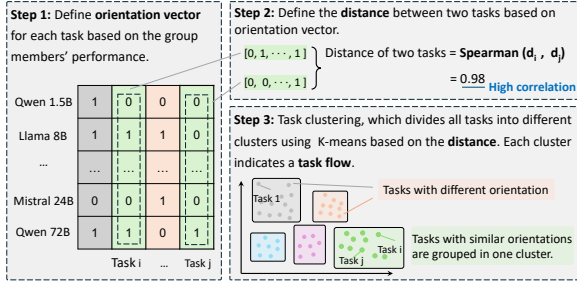 Step 1: Define orientation vector
for each task based on the group
members' performance.
Qwen 1.5B 1 0 0 0
Llama 8B 1 1 1 0
... ... ... ... ...
Mistral 24B 0 0 1 0
Qwen 72B 1 1 0 1
Task i ... Task j
Step 2: Define the distance between two tasks based on
orientation vector.
[0, 1, ⋯, 1]
[0, 0, ⋯, 1]
Distance of two tasks = Spearman (di , dj)
= 0.98 High correlation
Step 3: Task clustering, which divides all tasks into different
clusters using K-means based on the distance. Each cluster
indicates a task flow.
Task 1
Tasks with different orientation
Task i
Task j
Tasks with similar orientations
are grouped in one cluster.